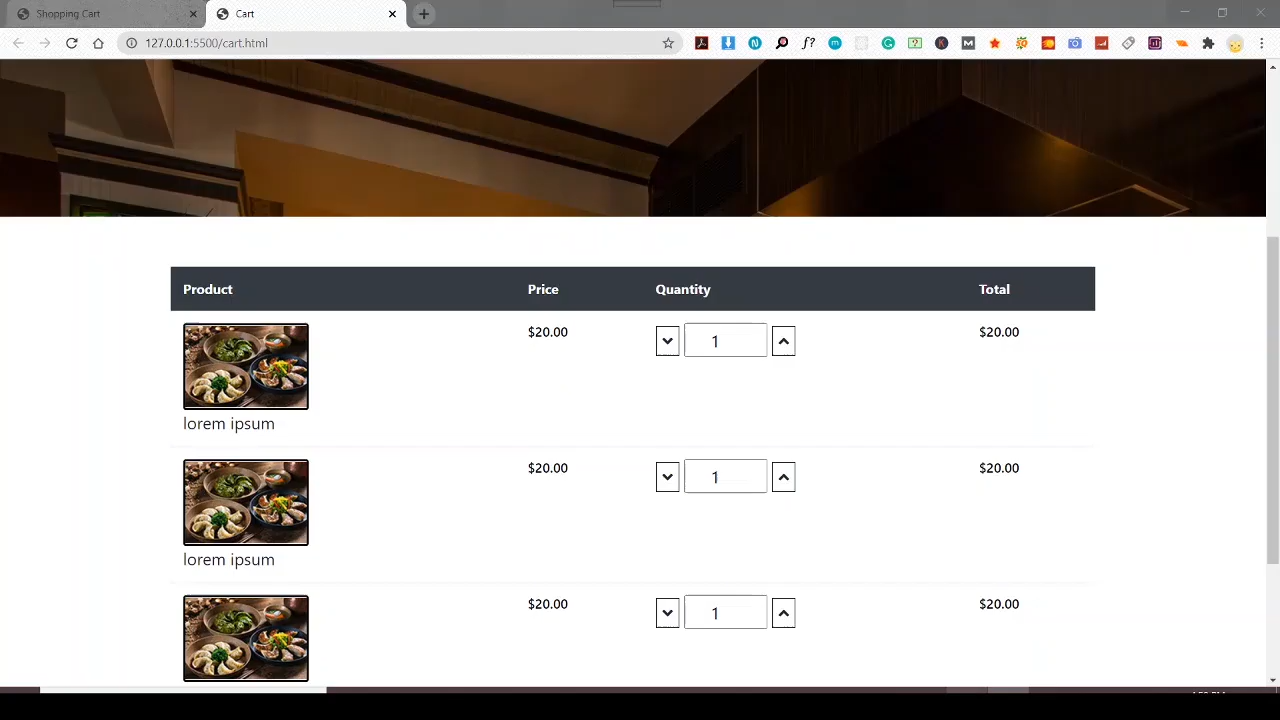 Shopping Cart
Cart
127.0.0.1:5500/cart.html
Product Price Quantity Total
$20.00 1 $20.00
lorem ipsum
$20.00 1 $20.00
lorem ipsum
$20.00 1 $20.00